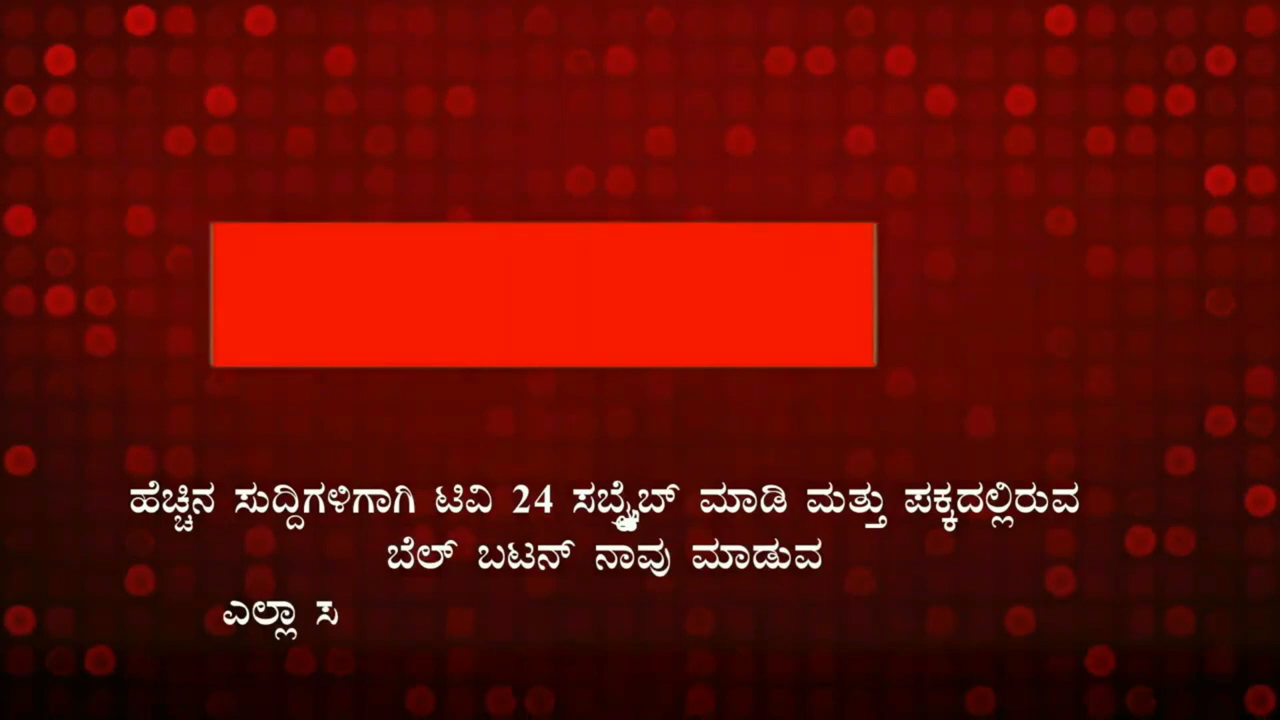 ಹೆಚ್ಚಿನ ಸುದ್ದಿಗಳಿಗಾಗಿ ಟಿವಿ 24 ಸಬ್ಸ್ಕ್ರೈಬ್ ಮಾಡಿ ಮತ್ತು ಪಕ್ಕದಲ್ಲಿರುವ
ಬೆಲ್ ಬಟನ್ ನಾವು ಮಾಡುವ
ಎಲ್ಲಾ ಸ